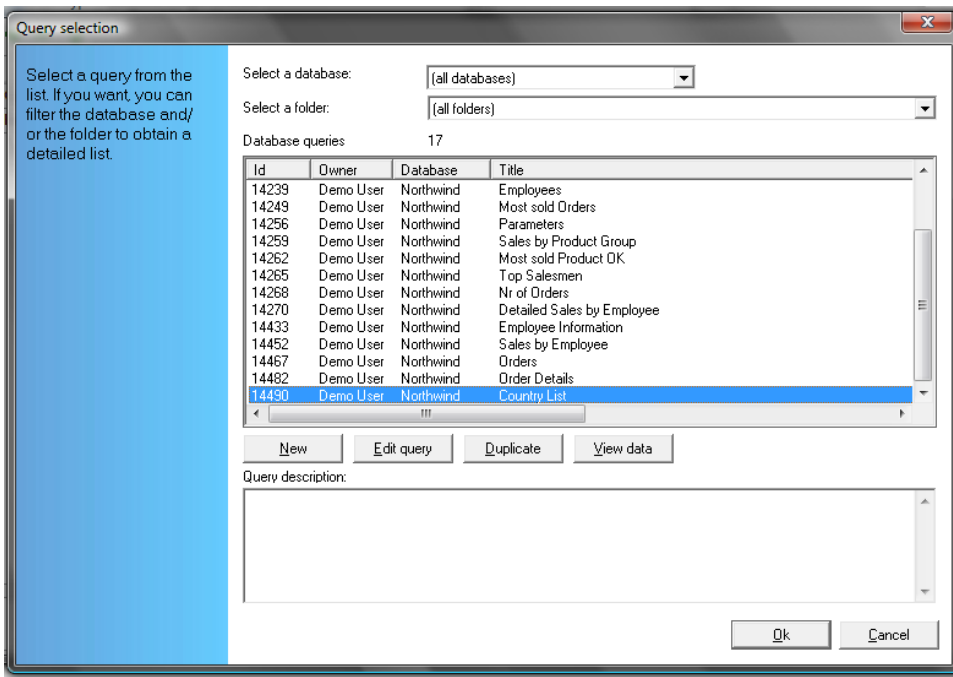 Query selection
Select a query from the
list. If you want, you can
filter the database and/
or the folder to obtain a
detailed list.
Select a database: (all databases)
Select a folder: (all folders)
Database queries 17
Id Owner Database Title
14239 Demo User Northwind Employees
14249 Demo User Northwind Most sold Orders
14256 Demo User Northwind Parameters
14259 Demo User Northwind Sales by Product Group
14262 Demo User Northwind Most sold Product OK
14265 Demo User Northwind Top Salesmen
14268 Demo User Northwind Nr of Orders
14270 Demo User Northwind Detailed Sales by Employee
14433 Demo User Northwind Employee Information
14452 Demo User Northwind Sales by Employee
14467 Demo User Northwind Orders
14482 Demo User Northwind Order Details
14490 Demo User Northwind Country List
New Edit query Duplicate View data
Query description:
Ok Cancel